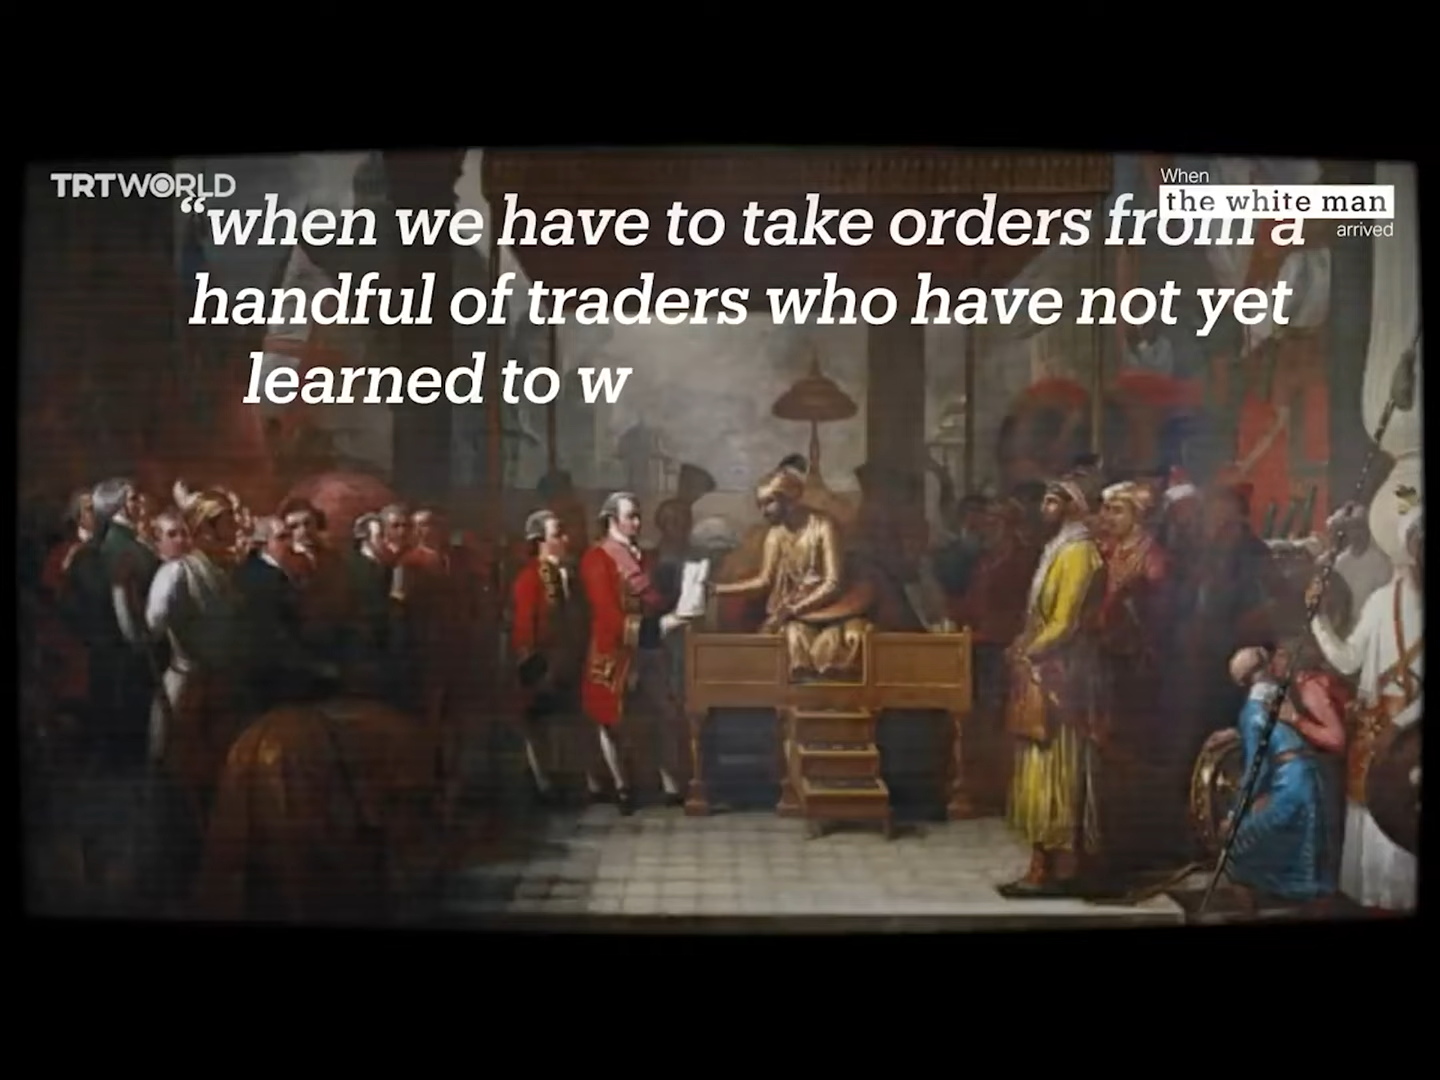 TRTWORLD
When
the white man
arrived
“when we have to take orders from a
handful of traders who have not yet
learned to w